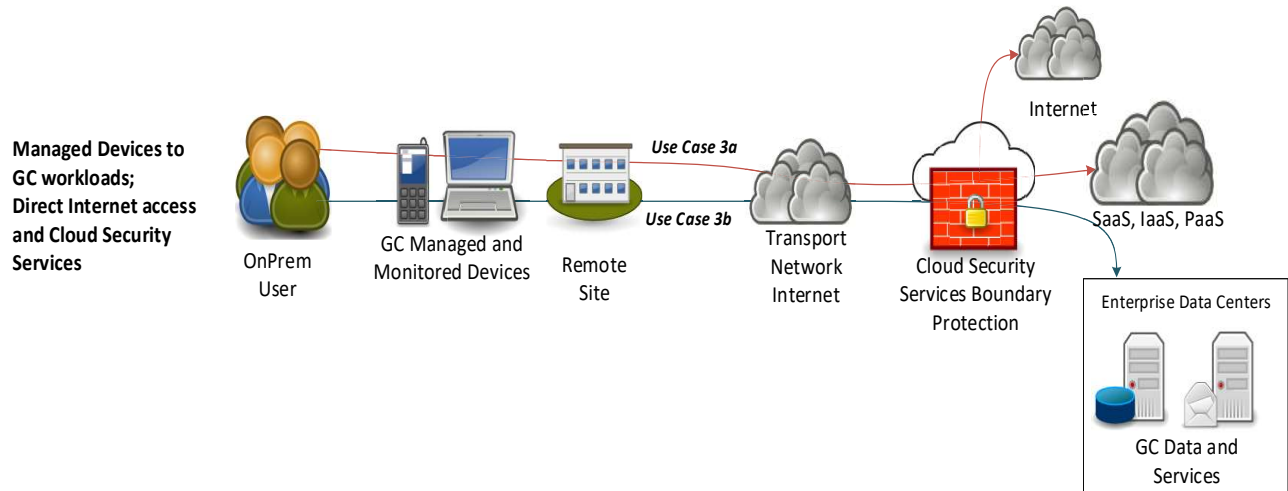 Managed Devices to
GC workloads;
Direct Internet access
and Cloud Security
Services
OnPrem
User
GC Managed and
Monitored Devices
Remote
Site
Use Case 3a
Use Case 3b
Transport
Network
Internet
Cloud Security
Services Boundary
Protection
Internet
SaaS, IaaS, PaaS
Enterprise Data Centers
GC Data and
Services